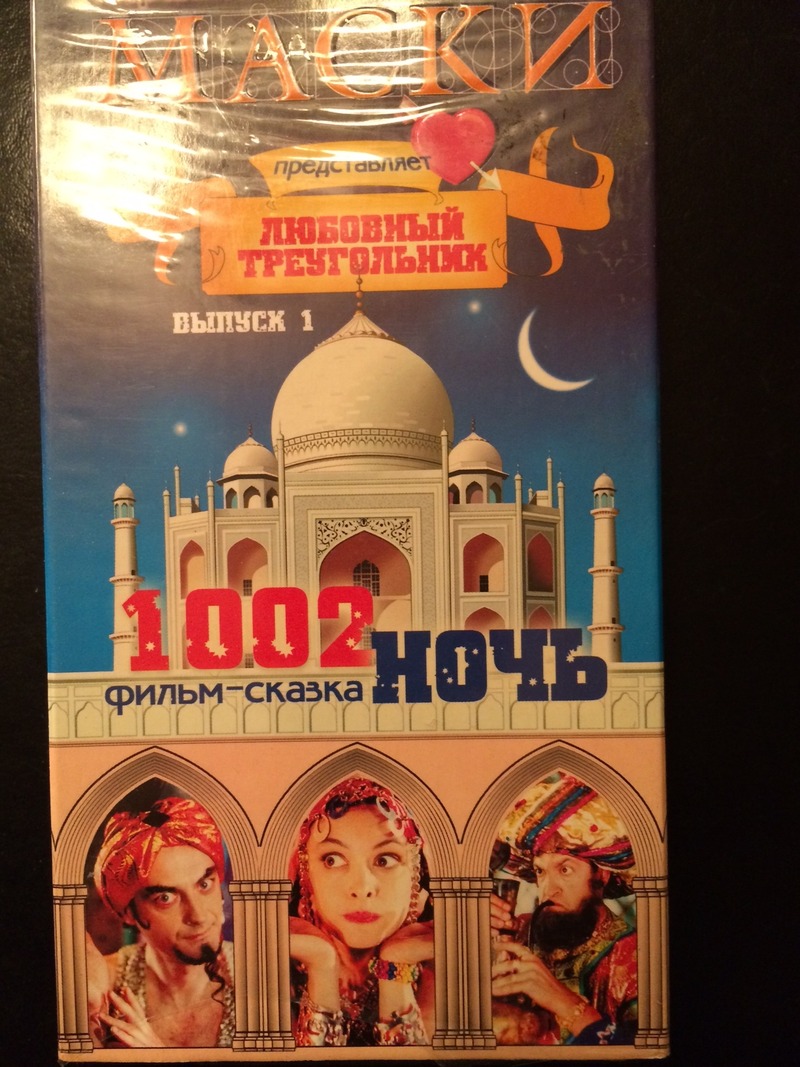 МАСКИ
представляет
ЛЮБОВНЫЙ
ТРЕУГОЛЬНИК
ВЫПУСК 1
1002
фильм-сказка НОЧЬ